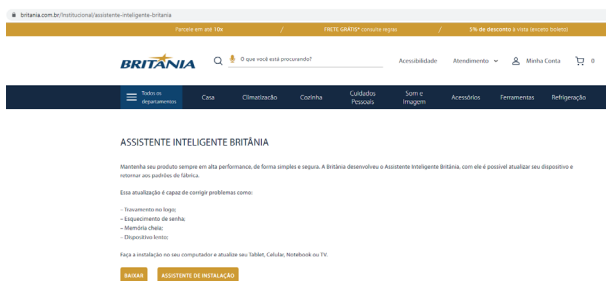 britania.com.br/institucional/assistente-inteligente-britania
Parcele em até 10x / FRETE GRÁTIS* consulte regras / 5% de desconto à vista (exceto boleto)
BRITÂNIA O que você está procurando? Acessibilidade Atendimento Minha Conta 0
Todos os departamentos Casa Climatização Cozinha Cuidados Pessoais Som e Imagem Acessórios Ferramentas Refrigeração
ASSISTENTE INTELIGENTE BRITÂNIA
Mantenha seu produto sempre em alta performance, de forma simples e segura. A Britânia desenvolveu o Assistente Inteligente Britânia, com ele é possível atualizar seu dispositivo e
retornar aos padrões de fábrica.
Essa atualização é capaz de corrigir problemas como:
– Travamento no logo;
– Esquecimento de senha;
– Memória cheia;
– Dispositivo lento;
Faça a instalação no seu computador e atualize seu Tablet, Celular, Notebook ou TV.
BAIXAR ASSISTENTE DE INSTALAÇÃO